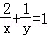 2/x + 1/y = 1